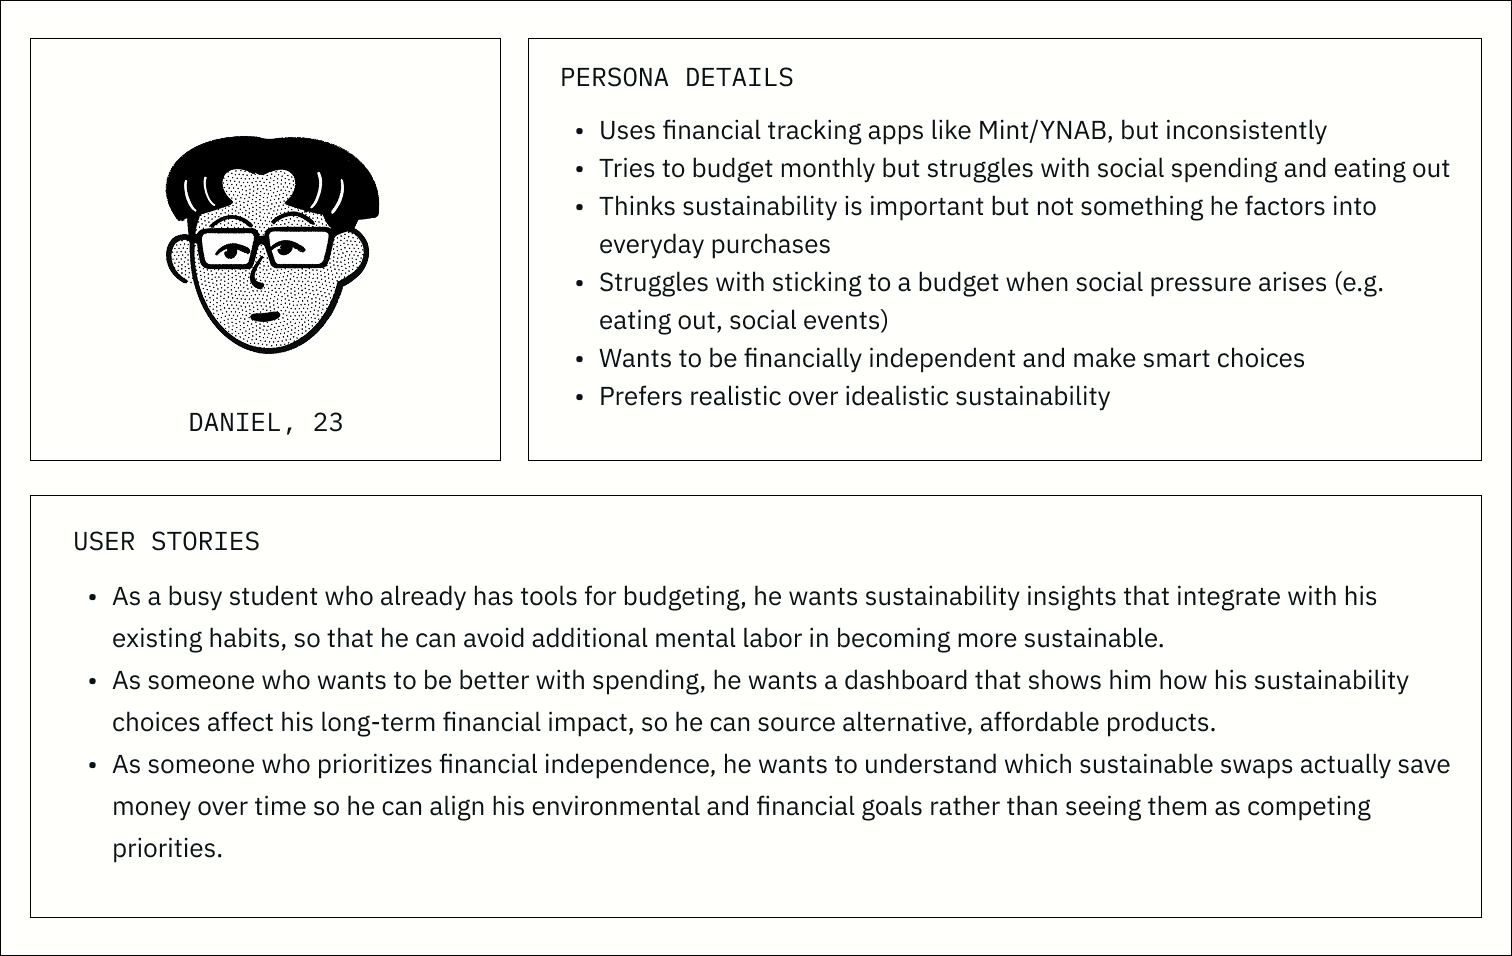 DANIEL, 23
PERSONA DETAILS
• Uses financial tracking apps like Mint/YNAB, but inconsistently
• Tries to budget monthly but struggles with social spending and eating out
• Thinks sustainability is important but not something he factors into
everyday purchases
• Struggles with sticking to a budget when social pressure arises (e.g.
eating out, social events)
• Wants to be financially independent and make smart choices
• Prefers realistic over idealistic sustainability
USER STORIES
• As a busy student who already has tools for budgeting, he wants sustainability insights that integrate with his
existing habits, so that he can avoid additional mental labor in becoming more sustainable.
• As someone who wants to be better with spending, he wants a dashboard that shows him how his sustainability
choices affect his long-term financial impact, so he can source alternative, affordable products.
• As someone who prioritizes financial independence, he wants to understand which sustainable swaps actually save
money over time so he can align his environmental and financial goals rather than seeing them as competing
priorities.